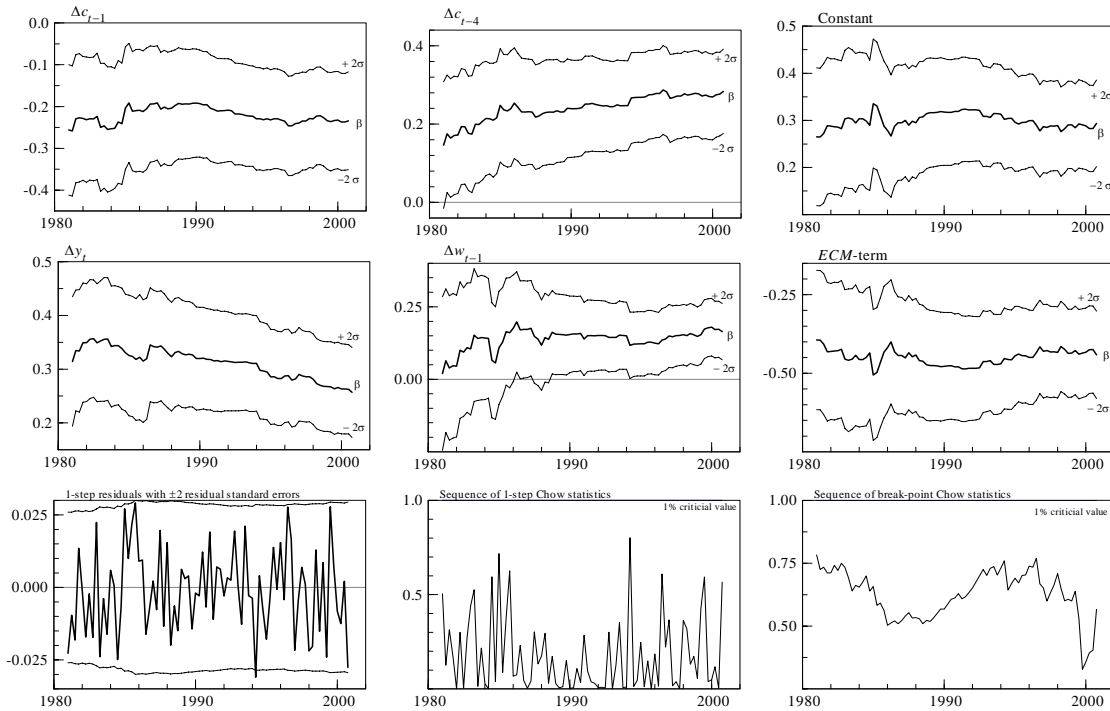 Δc_{t−1}
0.0
-0.1
-0.2
-0.3
-0.4
+ 2σ
β
−2 σ
1980 1990 2000
Δc_{t−4}
0.4
0.2
0.0
+ 2σ
β
−2 σ
1980 1990 2000
Constant
0.5
0.4
0.3
0.2
0.1
+ 2σ
β
−2σ
1980 1990 2000
Δy_t
0.5
0.4
0.3
0.2
+ 2σ
β
− 2σ
1980 1990 2000
Δw_{t−1}
0.25
0.00
+ 2σ
β
− 2σ
1980 1990 2000
ECM-term
-0.25
-0.50
+ 2σ
β
− 2σ
1980 1990 2000
1-step residuals with ±2 residual standard errors
0.025
0.000
-0.025
1980 1990 2000
Sequence of 1-step Chow statistics
1.0
1% criticial value
0.5
1980 1990 2000
Sequence of break-point Chow statistics
1.00
1% criticial value
0.75
0.50
1980 1990 2000